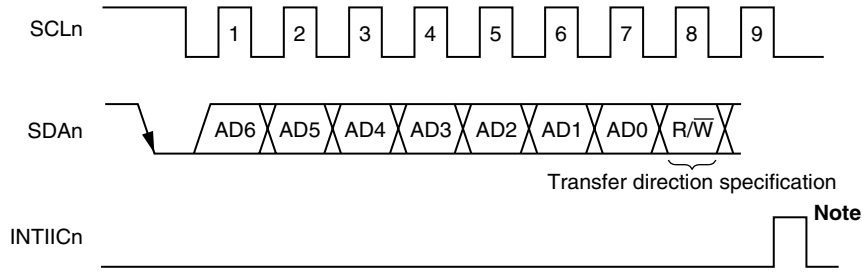 SCLn 1 2 3 4 5 6 7 8 9
SDAn AD6 AD5 AD4 AD3 AD2 AD1 AD0 R/W̅
Transfer direction specification
Note
INTIICn